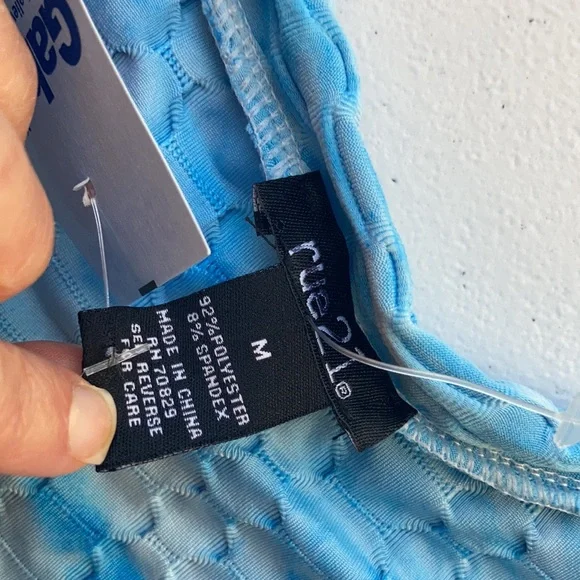 rue21®
M
92%POLYESTER
8% SPANDEX
MADE IN CHINA
RN 70829
SEE REVERSE
FOR CARE